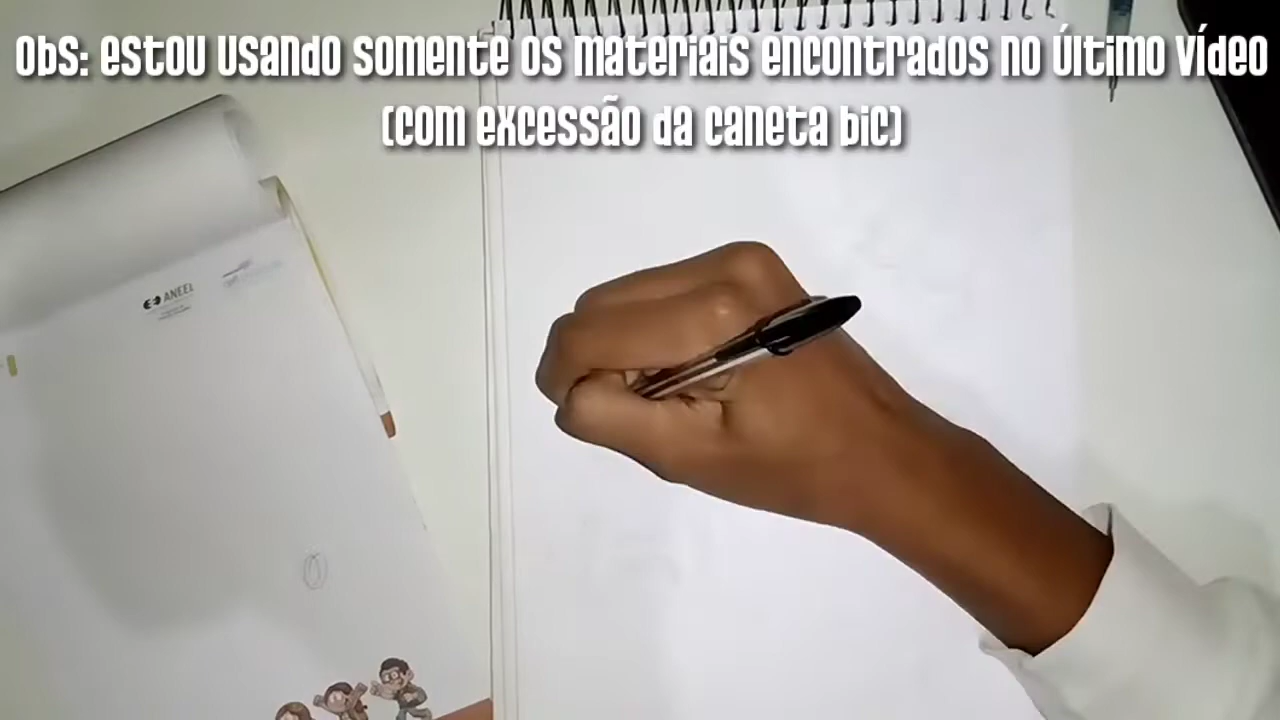 Obs: Estou usando somente os materiais encontrados no último vídeo
(com excessão da caneta bic)
ANEEL